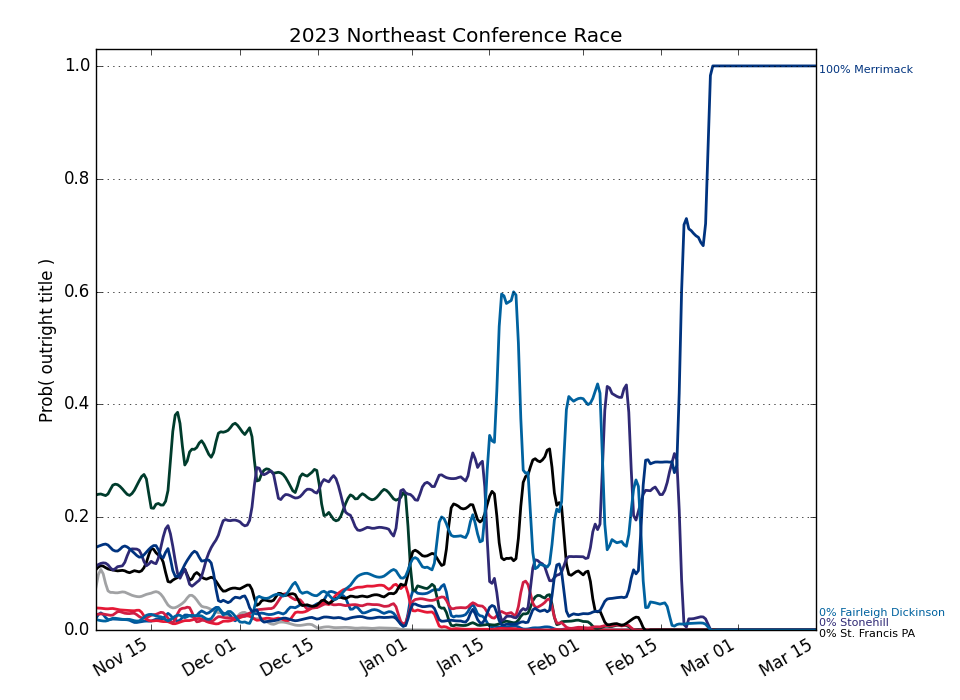 2023 Northeast Conference Race
Prob( outright title )
1.0
0.8
0.6
0.4
0.2
0.0
100% Merrimack
0% Fairleigh Dickinson
0% Stonehill
0% St. Francis PA
Nov 15
Dec 01
Dec 15
Jan 01
Jan 15
Feb 01
Feb 15
Mar 01
Mar 15